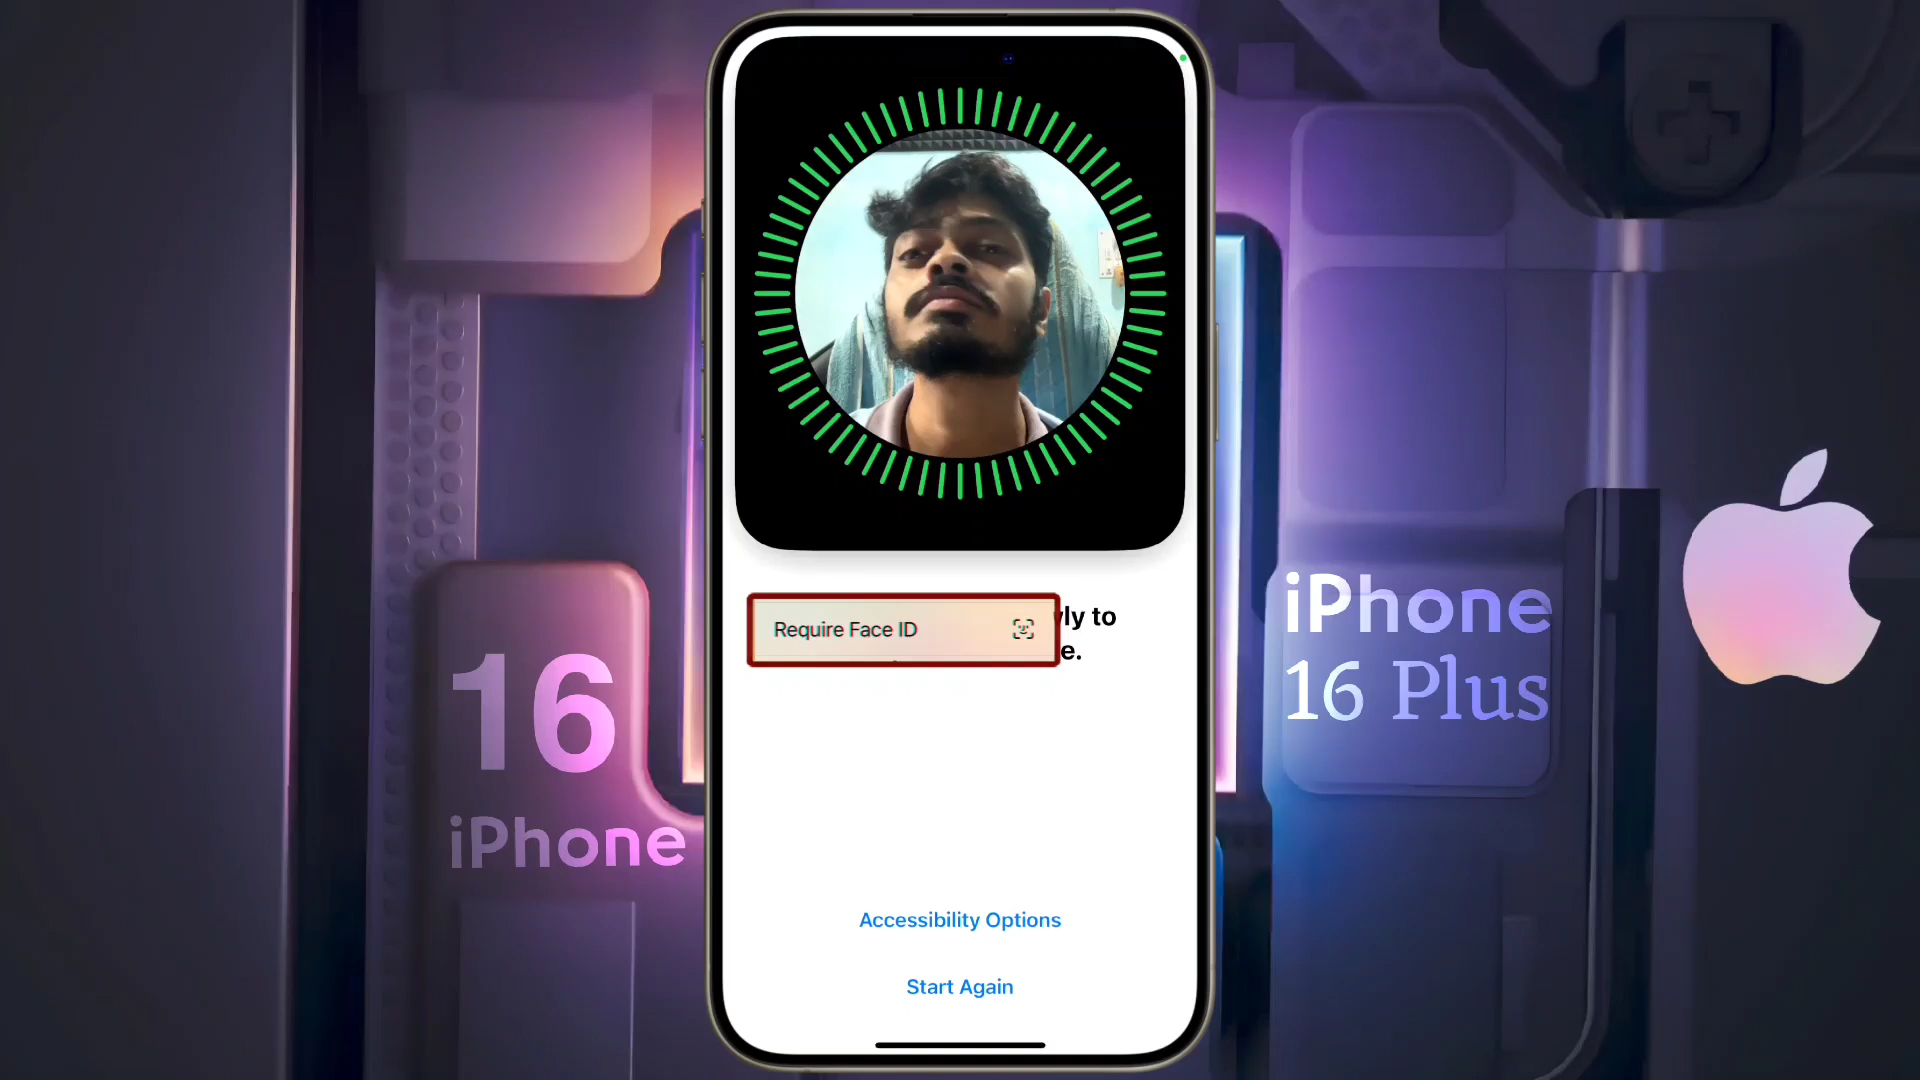 Require Face ID
ly to
e.
16
iPhone
iPhone
16 Plus
Accessibility Options
Start Again